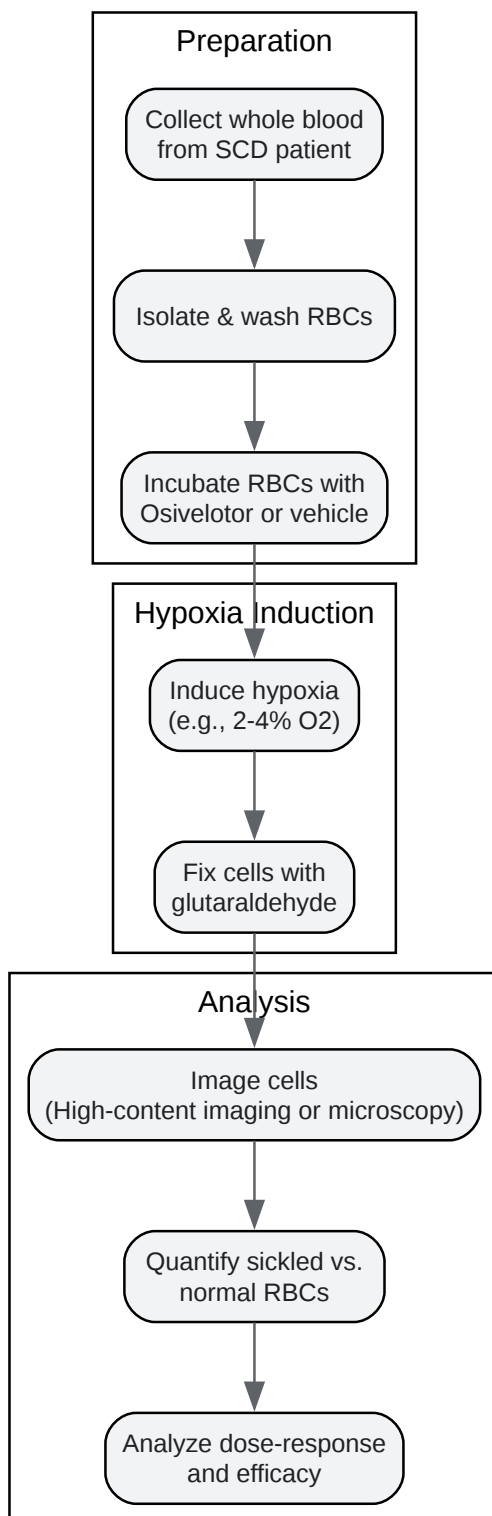 Preparation
Collect whole blood
from SCD patient
Isolate & wash RBCs
Incubate RBCs with
Osivelotor or vehicle
Hypoxia Induction
Induce hypoxia
(e.g., 2-4% O2)
Fix cells with
glutaraldehyde
Analysis
Image cells
(High-content imaging or microscopy)
Quantify sickled vs.
normal RBCs
Analyze dose-response
and efficacy